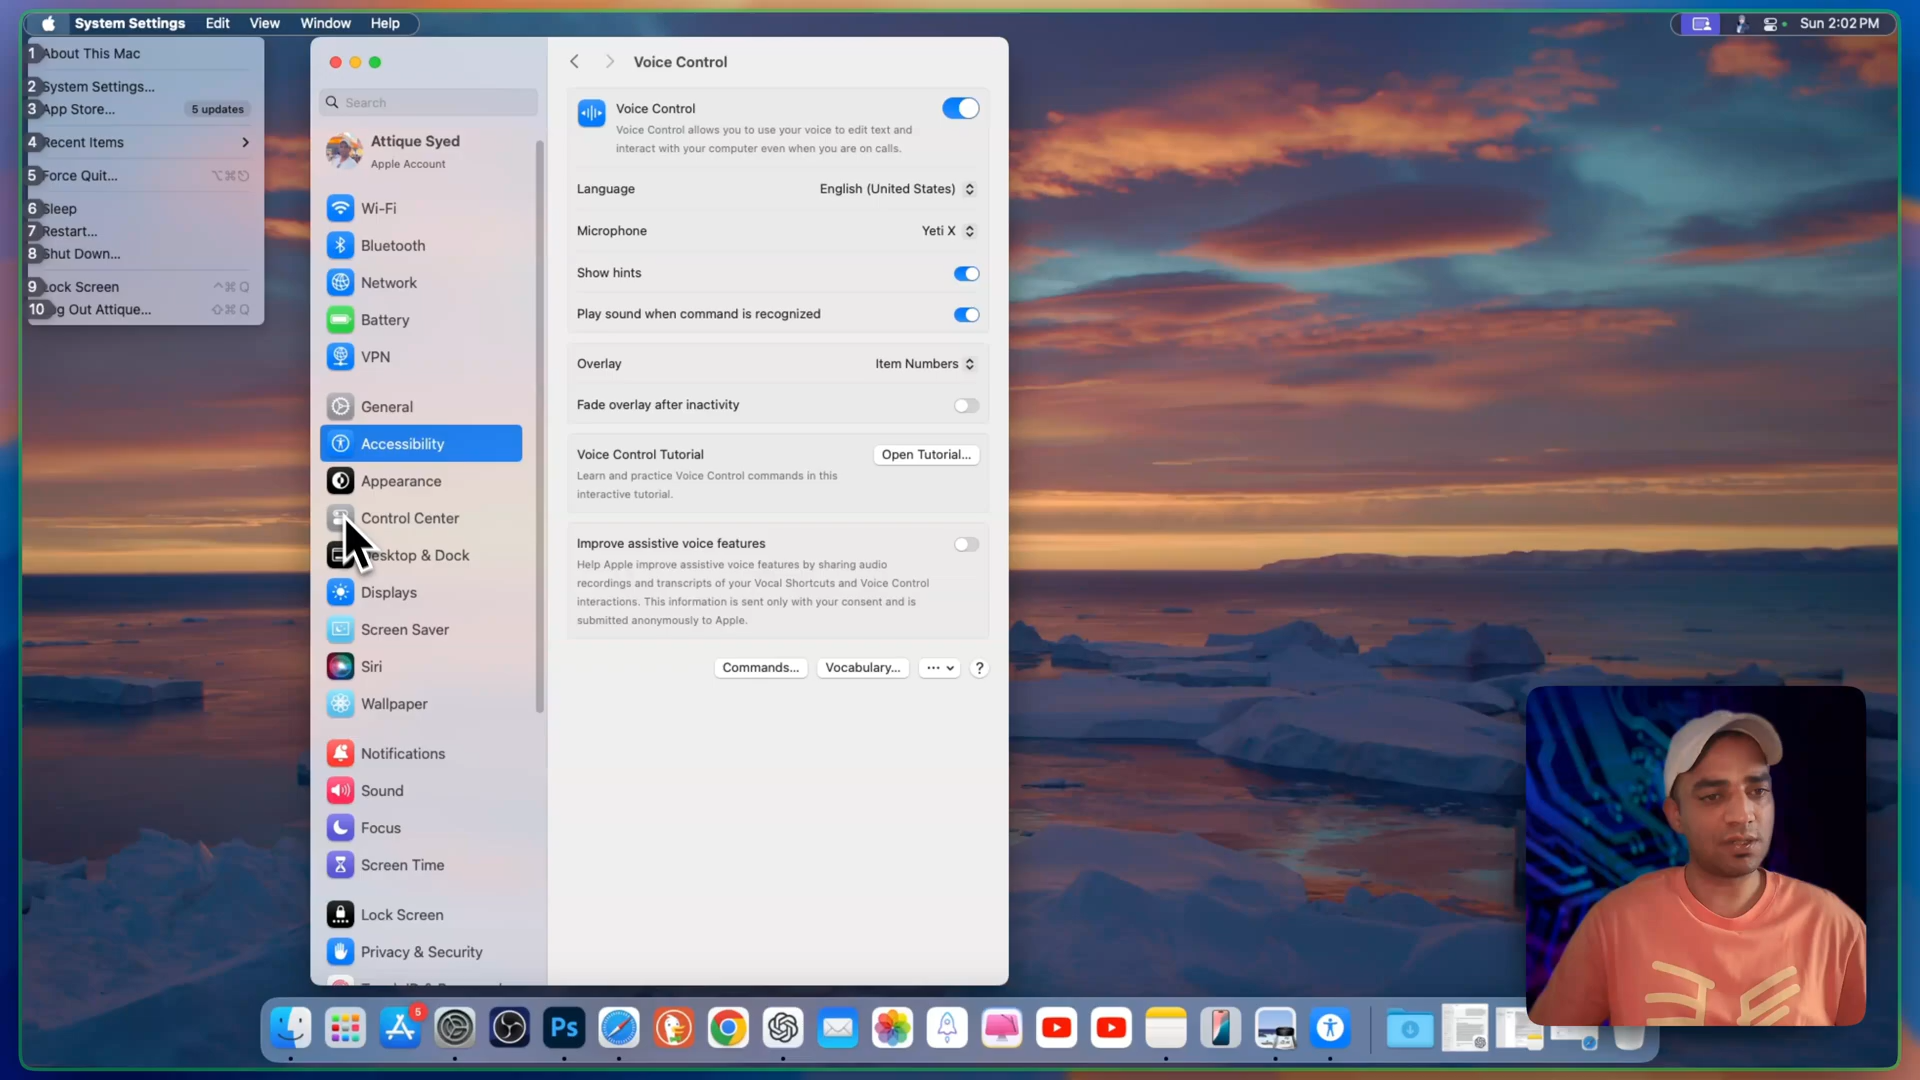 System Settings Edit View Window Help
Sun 2:02 PM
1 About This Mac
2 System Settings...
3 App Store... 5 updates
4 Recent Items
5 Force Quit...
6 Sleep
7 Restart...
8 Shut Down...
9 Lock Screen ^⌘Q
10 g Out Attique... ⇧⌘Q
Search
Attique Syed
Apple Account
Wi-Fi
Bluetooth
Network
Battery
VPN
General
Accessibility
Appearance
Control Center
Desktop & Dock
Displays
Screen Saver
Siri
Wallpaper
Notifications
Sound
Focus
Screen Time
Lock Screen
Privacy & Security
Voice Control
Voice Control
Voice Control allows you to use your voice to edit text and
interact with your computer even when you are on calls.
Language English (United States)
Microphone Yeti X
Show hints
Play sound when command is recognized
Overlay Item Numbers
Fade overlay after inactivity
Voice Control Tutorial Open Tutorial...
Learn and practice Voice Control commands in this
interactive tutorial.
Improve assistive voice features
Help Apple improve assistive voice features by sharing audio
recordings and transcripts of your Vocal Shortcuts and Voice Control
interactions. This information is sent only with your consent and is
submitted anonymously to Apple.
Commands... Vocabulary... ... ?
5
Ps